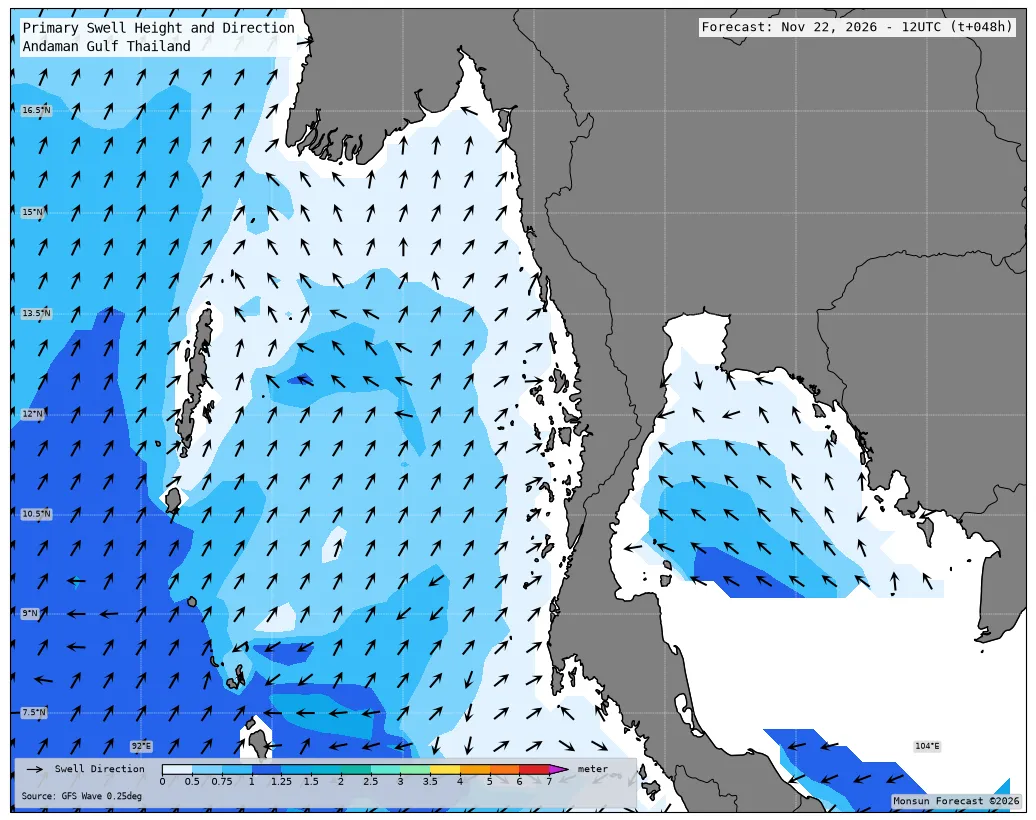 Primary Swell Height and Direction
Andaman Gulf Thailand
Forecast: Nov 22, 2026 - 12UTC (t+048h)
16.5°N
15°N
13.5°N
12°N
10.5°N
9°N
7.5°N
92°E
104°E
Swell Direction
0 0.5 0.75 1 1.25 1.5 2 2.5 3 3.5 4 5 6 7
meter
Source: GFS Wave 0.25deg
Monsun Forecast ©2026